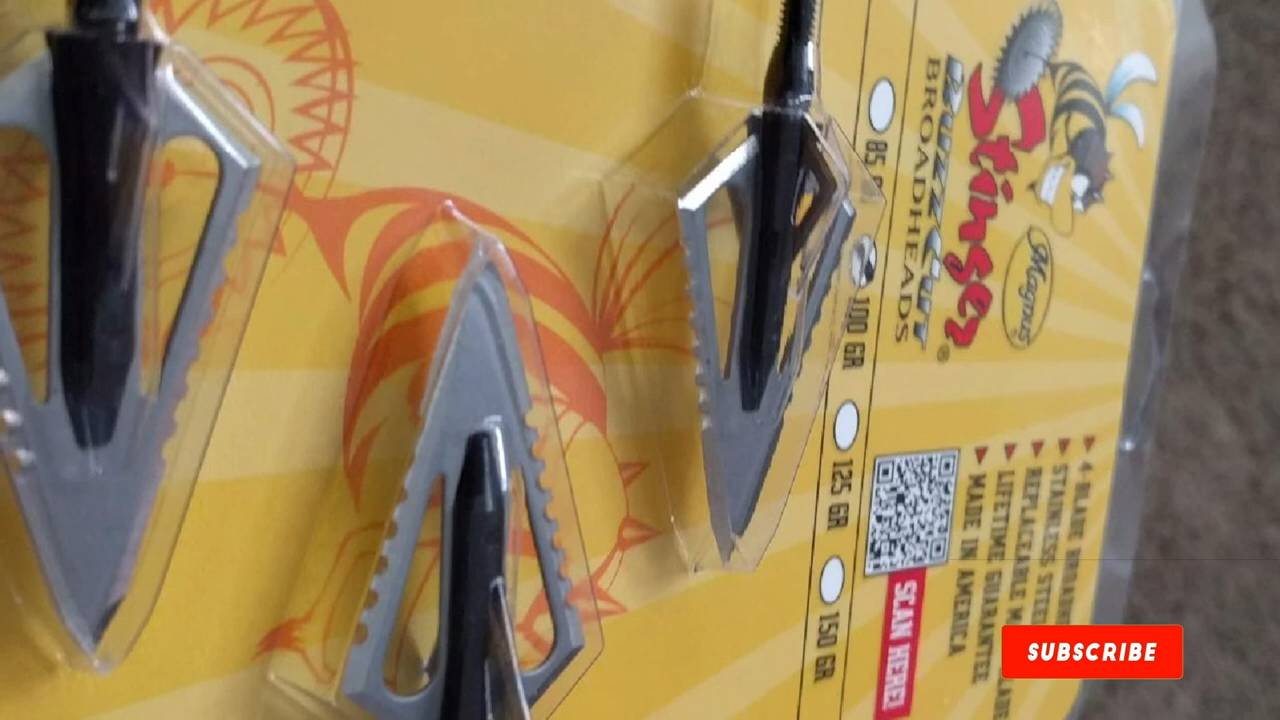 Magnus
Stinger®
BUZZCUT
BROADHEADS
85
100 GR
125 GR
150 GR
4-BLADE
STAINLESS STEEL
REPLACEABLE
LIFETIME GUARANTEE
MADE IN AMERICA
SCAN HERE!
SUBSCRIBE